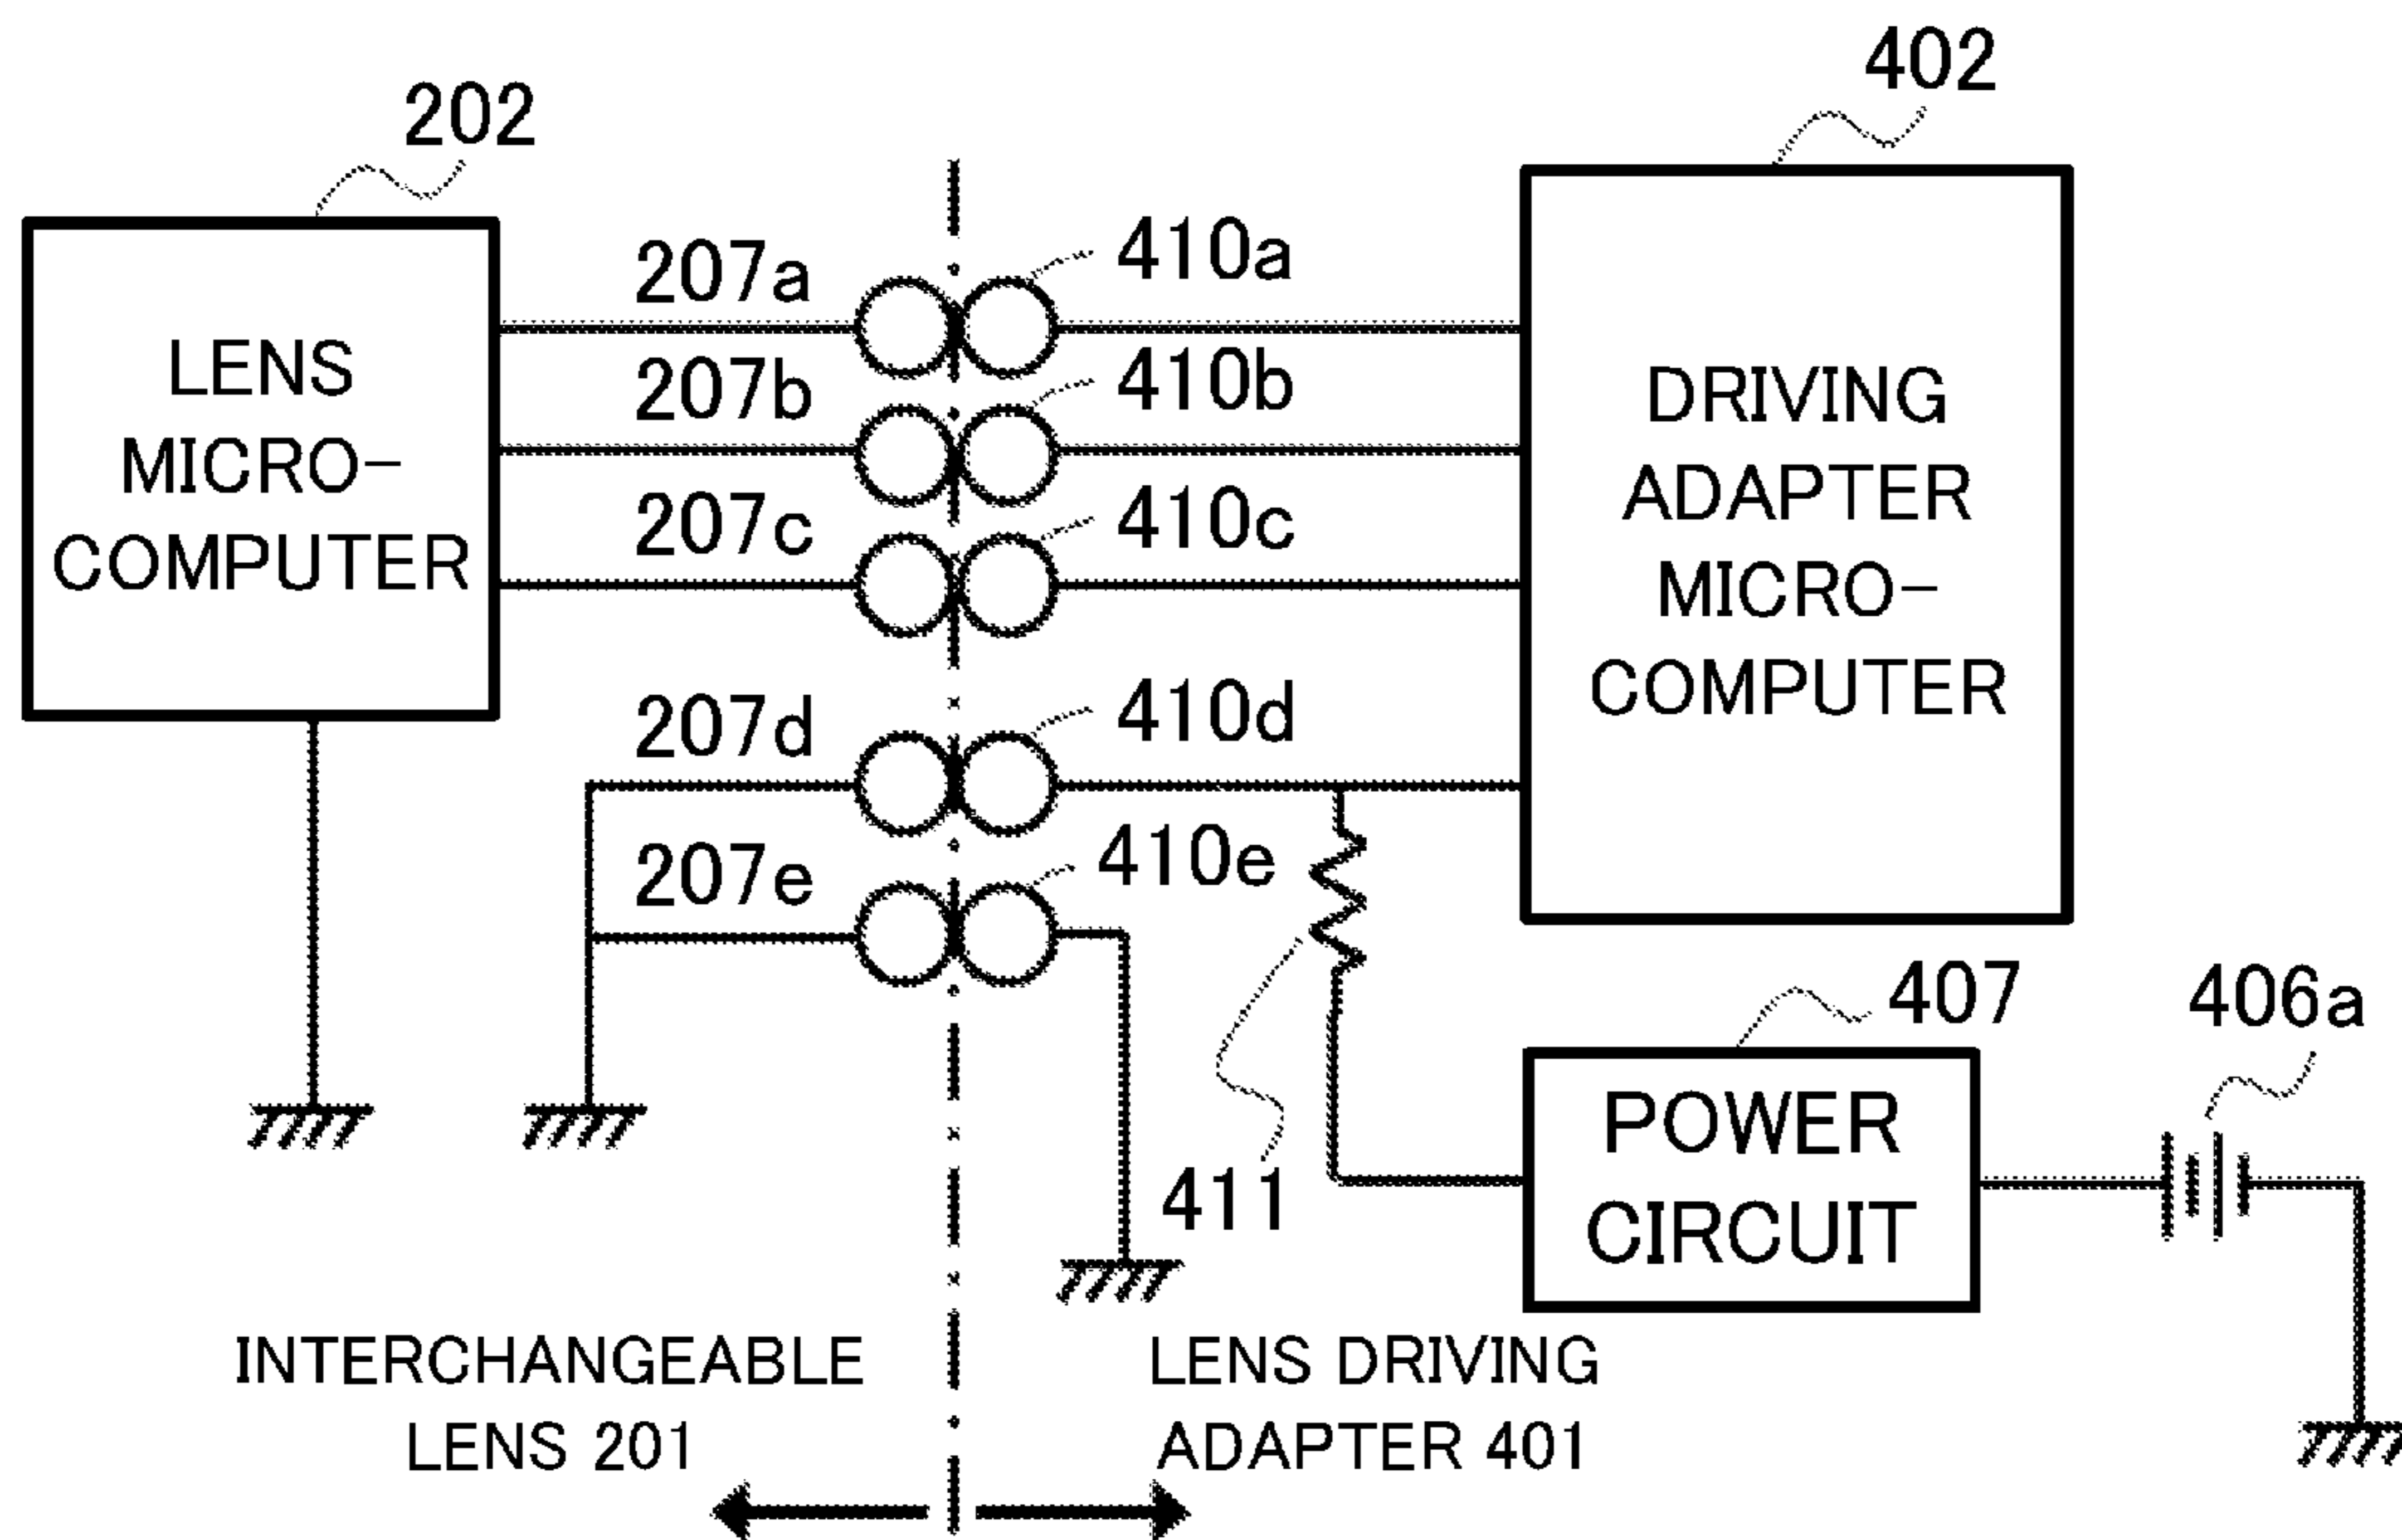 402
202
207a
410a
207b
410b
207c
410c
LENS
MICRO-
COMPUTER
DRIVING
ADAPTER
MICRO-
COMPUTER
207d
410d
207e
410e
407
406a
411
POWER
CIRCUIT
INTERCHANGEABLE
LENS 201
LENS DRIVING
ADAPTER 401